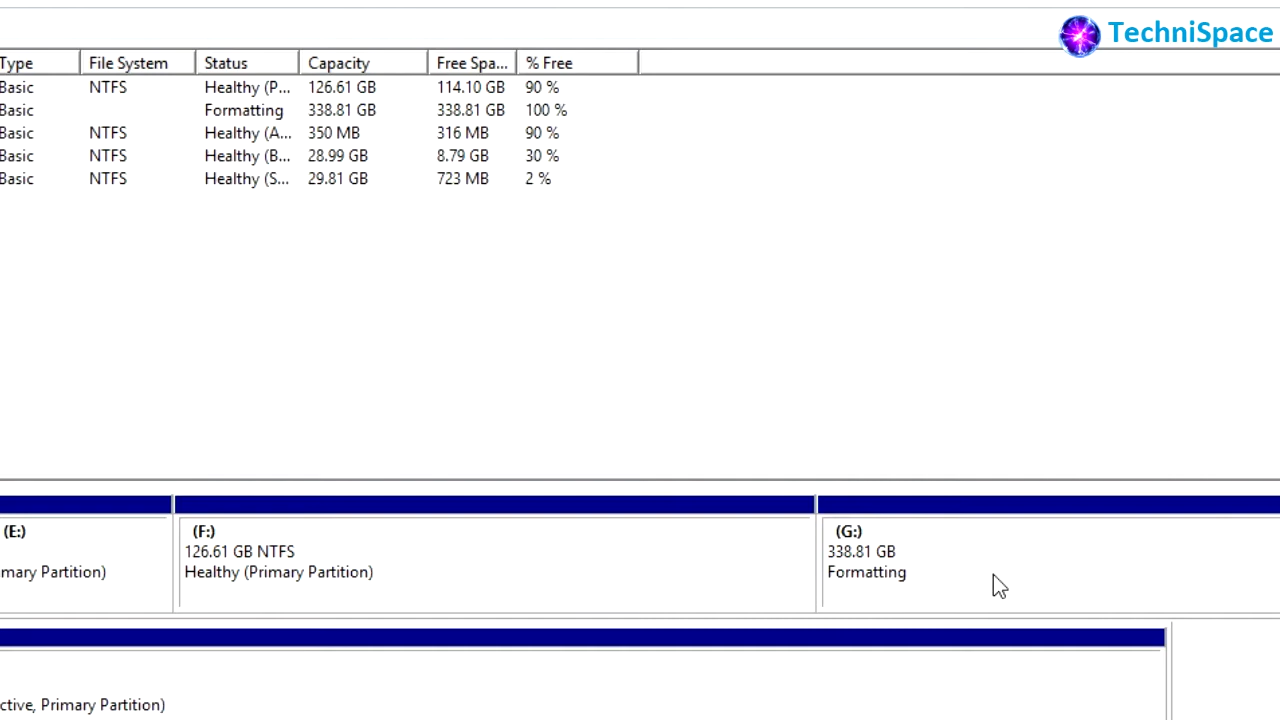 TechniSpace
Type File System Status Capacity Free Spa... % Free
Basic NTFS Healthy (P... 126.61 GB 114.10 GB 90 %
Basic Formatting 338.81 GB 338.81 GB 100 %
Basic NTFS Healthy (A... 350 MB 316 MB 90 %
Basic NTFS Healthy (B... 28.99 GB 8.79 GB 30 %
Basic NTFS Healthy (S... 29.81 GB 723 MB 2 %
(E:) (F:) (G:)
126.61 GB NTFS 338.81 GB
mary Partition) Healthy (Primary Partition) Formatting
ctive, Primary Partition)